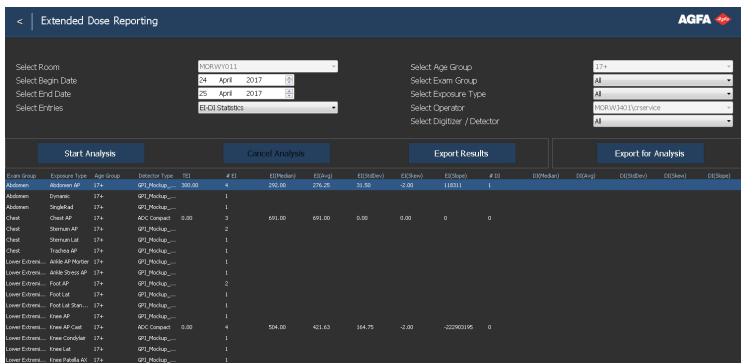 < Extended Dose Reporting AGFA
Select Room MORWY011 Select Age Group 17+
Select Begin Date 24 April 2017 Select Exam Group All
Select End Date 25 April 2017 Select Exposure Type All
Select Entries EI-DI Statistics Select Operator MORWJ401\crservice
Select Digitizer / Detector All
Start Analysis Cancel Analysis Export Results Export for Analysis
Exam Group Exposure Type Age Group Detector Type TEI # EI EI(Median) EI(Avg) EI(StdDev) EI(Skew) EI(Slope) # DI DI(Median) DI(Avg) DI(StdDev) DI(Skew) DI(Slope)
Abdomen Abdomen AP 17+ GPI_Mockup_... 300.00 4 292.00 276.25 31.50 -2.00 118311 1
Abdomen Dynamic 17+ GPI_Mockup_... 1
Abdomen SingleRad 17+ GPI_Mockup_... 1
Chest Chest AP 17+ ADC Compact 0.00 3 691.00 691.00 0.00 0.00 0 0
Chest Sternum AP 17+ GPI_Mockup_... 2
Chest Sternum Lat 17+ GPI_Mockup_... 1
Chest Trachea AP 17+ GPI_Mockup_... 1
Lower Extremi... Ankle AP Mortier 17+ GPI_Mockup_... 1
Lower Extremi... Ankle Stress AP 17+ GPI_Mockup_... 1
Lower Extremi... Foot AP 17+ GPI_Mockup_... 2
Lower Extremi... Foot Lat 17+ GPI_Mockup_... 1
Lower Extremi... Foot Lat Stan... 17+ GPI_Mockup_... 1
Lower Extremi... Knee AP 17+ GPI_Mockup_... 1
Lower Extremi... Knee AP Cast 17+ ADC Compact 0.00 4 504.00 421.63 164.75 -2.00 -222903195 0
Lower Extremi... Knee Condylar 17+ GPI_Mockup_... 1
Lower Extremi... Knee Lat 17+ GPI_Mockup_... 1
Lower Extremi... Knee Patella AX 17+ GPI_Mockup_... 1